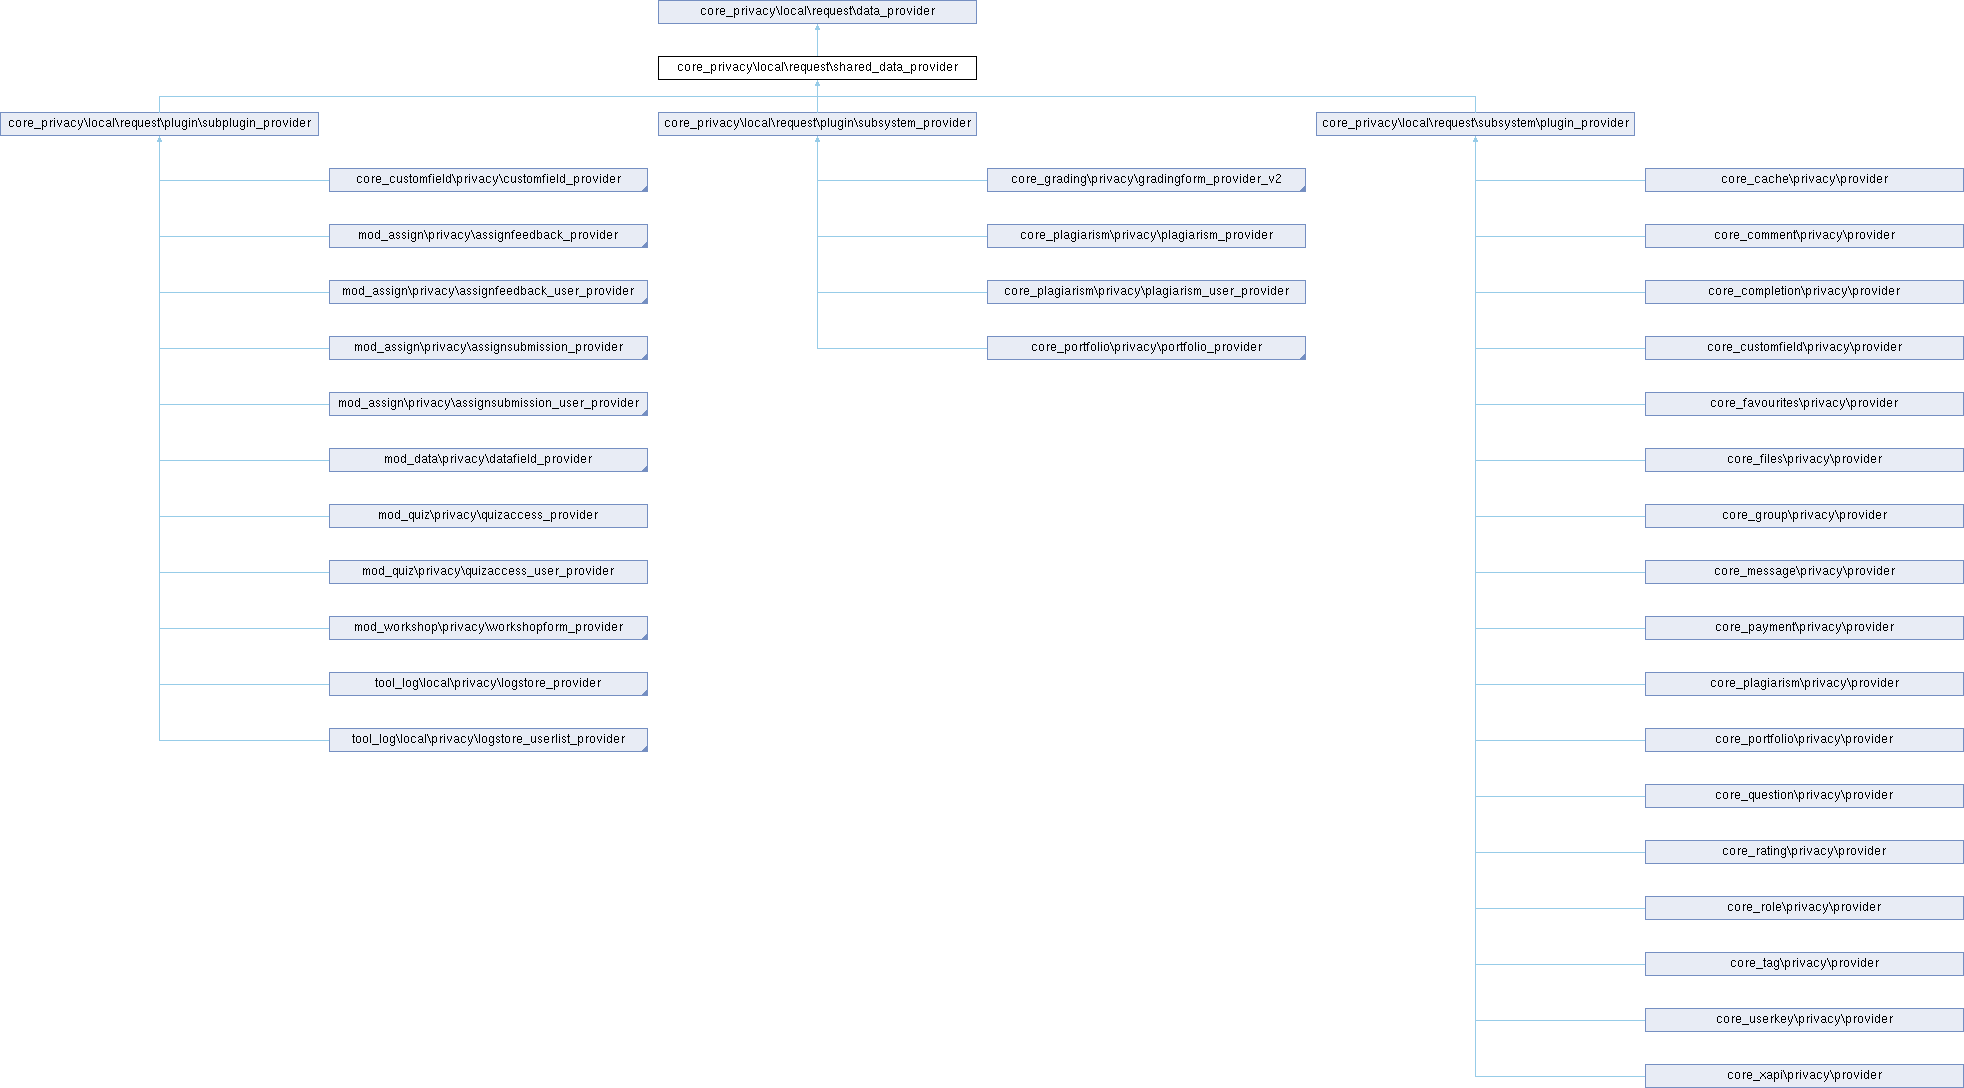 core_privacy\local\request\data_provider
core_privacy\local\request\shared_data_provider
core_privacy\local\request\plugin\subplugin_provider
core_privacy\local\request\plugin\subsystem_provider
core_privacy\local\request\subsystem\plugin_provider
core_customfield\privacy\customfield_provider
mod_assign\privacy\assignfeedback_provider
mod_assign\privacy\assignfeedback_user_provider
mod_assign\privacy\assignsubmission_provider
mod_assign\privacy\assignsubmission_user_provider
mod_data\privacy\datafield_provider
mod_quiz\privacy\quizaccess_provider
mod_quiz\privacy\quizaccess_user_provider
mod_workshop\privacy\workshopform_provider
tool_log\local\privacy\logstore_provider
tool_log\local\privacy\logstore_userlist_provider
core_grading\privacy\gradingform_provider_v2
core_plagiarism\privacy\plagiarism_provider
core_plagiarism\privacy\plagiarism_user_provider
core_portfolio\privacy\portfolio_provider
core_cache\privacy\provider
core_comment\privacy\provider
core_completion\privacy\provider
core_customfield\privacy\provider
core_favourites\privacy\provider
core_files\privacy\provider
core_group\privacy\provider
core_message\privacy\provider
core_payment\privacy\provider
core_plagiarism\privacy\provider
core_portfolio\privacy\provider
core_question\privacy\provider
core_rating\privacy\provider
core_role\privacy\provider
core_tag\privacy\provider
core_userkey\privacy\provider
core_xapi\privacy\provider